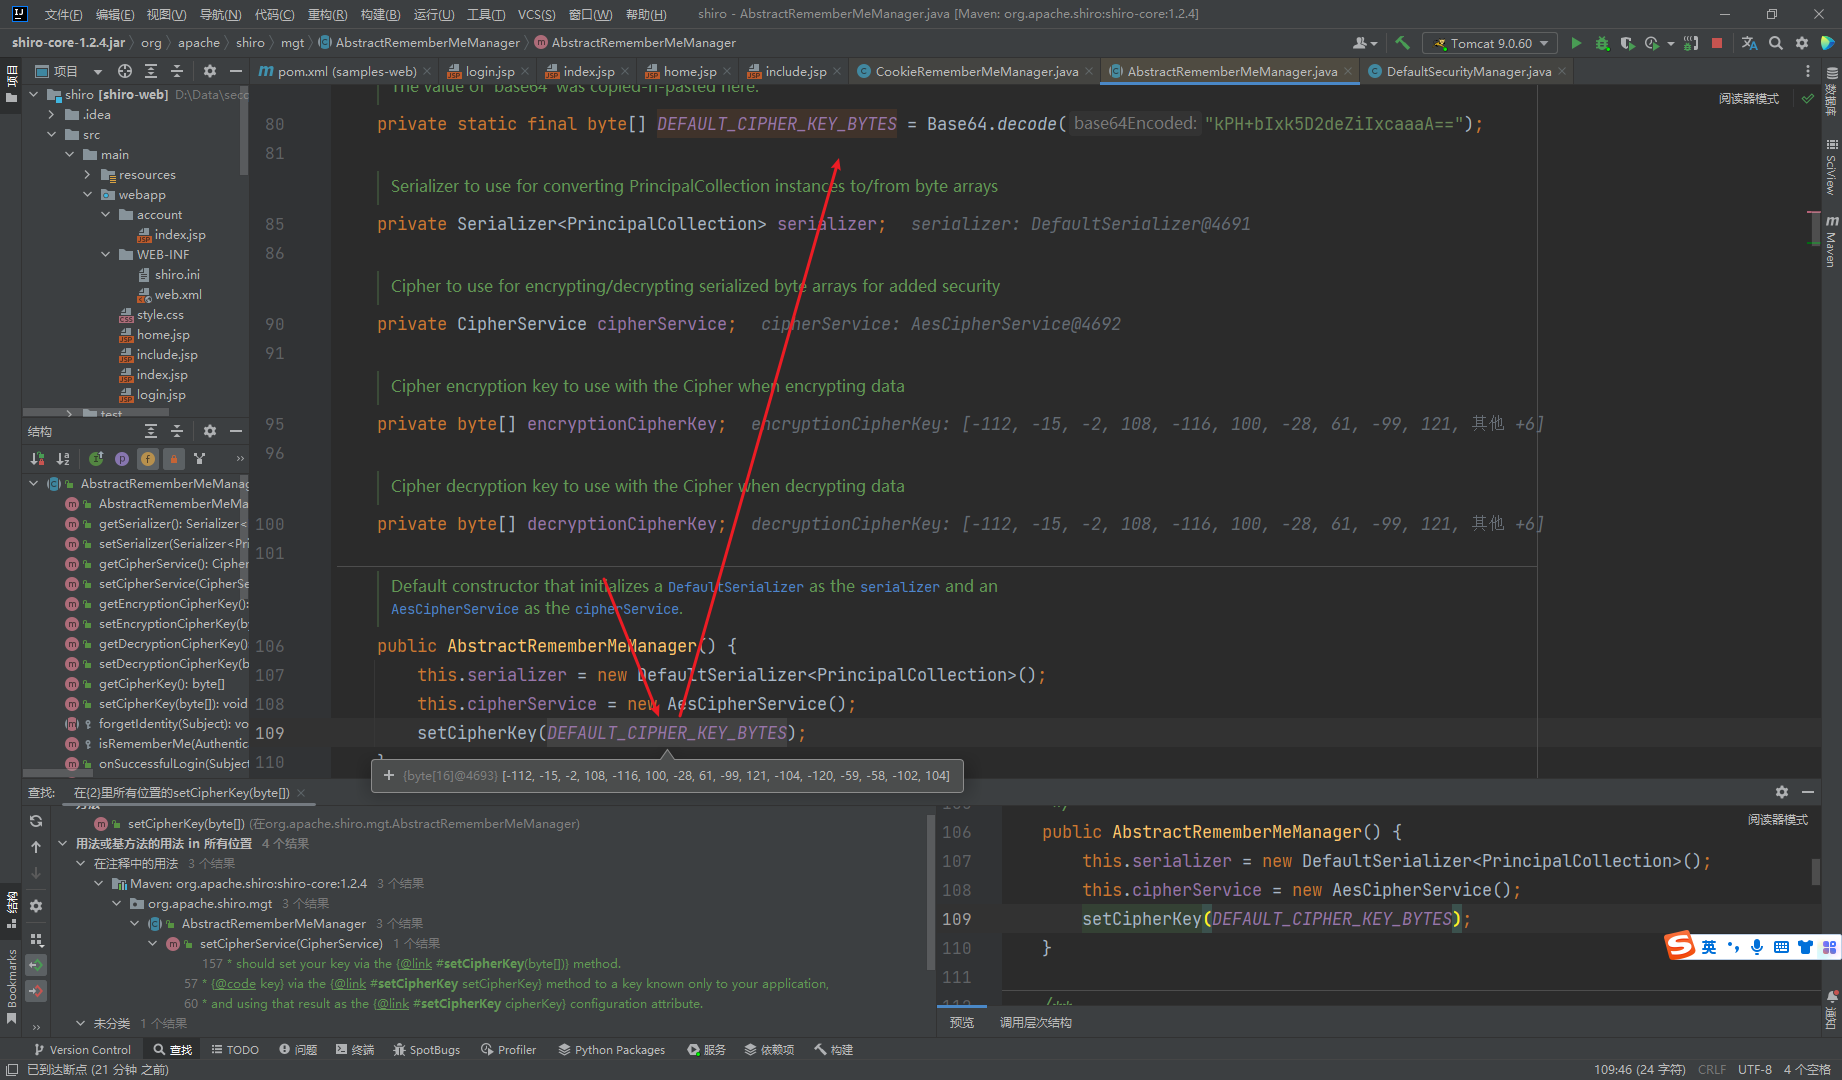 文件(F) 编辑(E) 视图(V) 导航(N) 代码(C) 重构(R) 构建(B) 运行(U) 工具(T) VCS(S) 窗口(W) 帮助(H) shiro - AbstractRememberMeManager.java [Maven: org.apache.shiro:shiro-core:1.2.4]
shiro-core-1.2.4.jar org apache shiro mgt AbstractRememberMeManager AbstractRememberMeManager Tomcat 9.0.60
项目 pom.xml (samples-web) login.jsp index.jsp home.jsp include.jsp CookieRememberMeManager.java AbstractRememberMeManager.java DefaultSecurityManager.java
项目
shiro [shiro-web] D:\Data\sec
.idea
src
main
resources
webapp
account
index.jsp
WEB-INF
shiro.ini
web.xml
style.css
home.jsp
include.jsp
index.jsp
login.jsp
test
The value of 'base64' was copied-n-pasted here:
阅读器模式
80 private static final byte[] DEFAULT_CIPHER_KEY_BYTES = Base64.decode( base64Encoded: "kPH+bIxk5D2deZiIxcaaaA==");
81
Serializer to use for converting PrincipalCollection instances to/from byte arrays
85 private Serializer<PrincipalCollection> serializer; serializer: DefaultSerializer@4691
86
Cipher to use for encrypting/decrypting serialized byte arrays for added security
90 private CipherService cipherService; cipherService: AesCipherService@4692
91
Cipher encryption key to use with the Cipher when encrypting data
95 private byte[] encryptionCipherKey; encryptionCipherKey: [-112, -15, -2, 108, -116, 100, -28, 61, -99, 121, 其他 +6]
96
Cipher decryption key to use with the Cipher when decrypting data
100 private byte[] decryptionCipherKey; decryptionCipherKey: [-112, -15, -2, 108, -116, 100, -28, 61, -99, 121, 其他 +6]
101
Default constructor that initializes a DefaultSerializer as the serializer and an
AesCipherService as the cipherService.
106 public AbstractRememberMeManager() {
107 this.serializer = new DefaultSerializer<PrincipalCollection>();
108 this.cipherService = new AesCipherService();
109 setCipherKey(DEFAULT_CIPHER_KEY_BYTES);
110 }
+ {byte[16]@4693} [-112, -15, -2, 108, -116, 100, -28, 61, -99, 121, -104, -120, -59, -58, -102, 104]
数据库
SciView
Maven
通知
结构
AbstractRememberMeManag
AbstractRememberMeMa
getSerializer(): Serializer<
setSerializer(Serializer<Pri
getCipherService(): Cipher
setCipherService(CipherSe
getEncryptionCipherKey():
setEncryptionCipherKey(by
getDecryptionCipherKey()
setDecryptionCipherKey(b
getCipherKey(): byte[]
setCipherKey(byte[]): void
forgetIdentity(Subject): vo
isRememberMe(Authentic
onSuccessfulLogin(Subject
查找: 在{2}里所有位置的setCipherKey(byte[])
方法
setCipherKey(byte[]) (在org.apache.shiro.mgt.AbstractRememberMeManager)
用法或基方法的用法 in 所有位置 4 个结果
在注释中的用法 3 个结果
Maven: org.apache.shiro:shiro-core:1.2.4 3 个结果
org.apache.shiro.mgt 3 个结果
AbstractRememberMeManager 3 个结果
setCipherService(CipherService) 1 个结果
157 * should set your key via the {@link #setCipherKey(byte[])} method.
57 * {@code key} via the {@link #setCipherKey setCipherKey} method to a key known only to your application,
60 * and using that result as the {@link #setCipherKey cipherKey} configuration attribute.
未分类 1 个结果
结构
Bookmarks
105 */
阅读器模式
106 public AbstractRememberMeManager() {
107 this.serializer = new DefaultSerializer<PrincipalCollection>();
108 this.cipherService = new AesCipherService();
109 setCipherKey(DEFAULT_CIPHER_KEY_BYTES);
110 }
111
112 /**
英
预览 调用层次结构
Version Control 查找 TODO 问题 终端 SpotBugs Profiler Python Packages 服务 依赖项 构建
已到达断点 (21 分钟 之前) 109:46 (24 字符) CRLF UTF-8 4 个空格